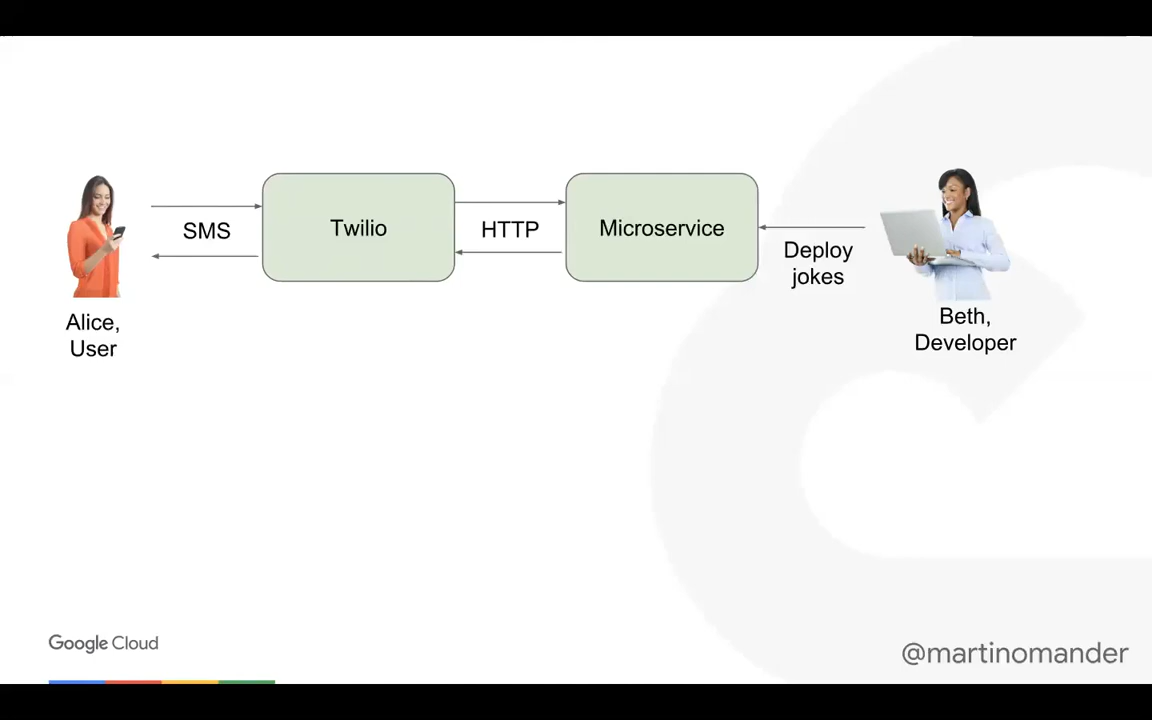 SMS
Twilio
HTTP
Microservice
Deploy
jokes
Alice,
User
Beth,
Developer
Google Cloud
@martinomander